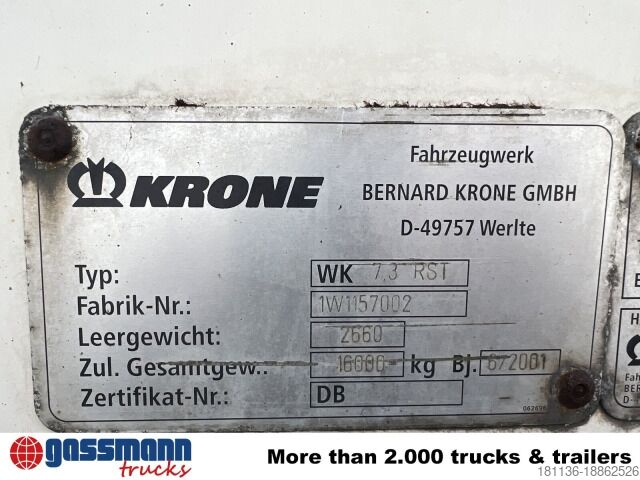 KRONE
Fahrzeugwerk
BERNARD KRONE GMBH
D-49757 Werlte
Typ: WK 7,3 RST
Fabrik-Nr.: 1W1157002
Leergewicht: 2660
Zul. Gesamtgew.: 16000 kg Bj. 6/2001
Zertifikat-Nr.: DB
gassmann
trucks
More than 2.000 trucks & trailers
181136-18862526